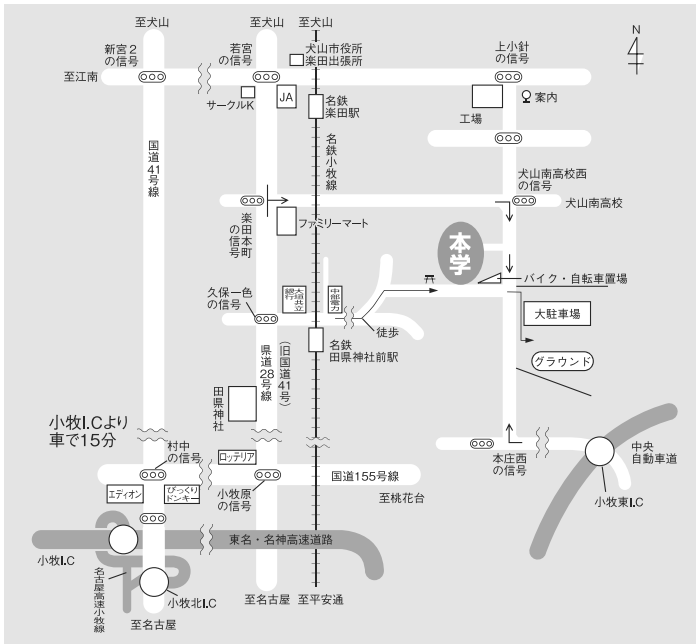 至犬山
至犬山
至犬山
新宮2
の信号
若宮
の信号
犬山市役所
楽田出張所
上小針
の信号
N
4
至江南
サークルK
JA
名鉄
楽田駅
工場
案内
国道41号線
名鉄小牧線
犬山南高校西
の信号
犬山南高校
楽田本町
の信号
ファミリーマート
本学
バイク・自転車置場
久保一色
の信号
大垣共立
銀行
中部電力
大駐車場
徒歩
名鉄
田県神社前駅
グラウンド
県道28号線
(旧国道41号)
田県神社
小牧I.Cより
車で15分
村中
の信号
ロッテリア
本庄西
の信号
中央
自動車道
国道155号線
エディオン
びっくり
ドンキー
小牧原
の信号
至桃花台
小牧東I.C
東名・名神高速道路
小牧I.C
名古屋高速小牧線
小牧北I.C
至名古屋
至名古屋
至平安通